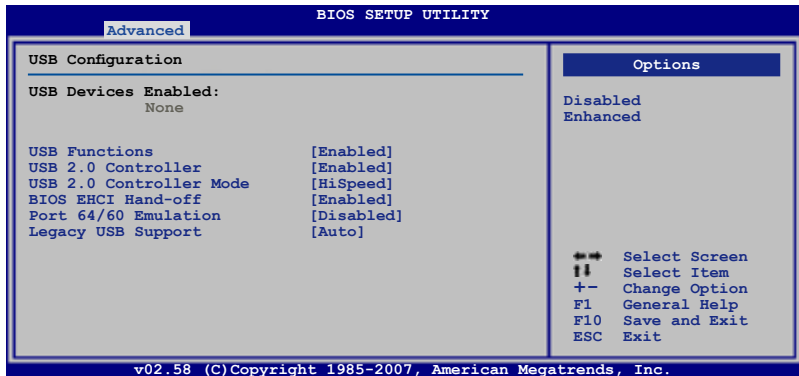 BIOS SETUP UTILITY
Advanced
USB Configuration
USB Devices Enabled:
None
USB Functions [Enabled]
USB 2.0 Controller [Enabled]
USB 2.0 Controller Mode [HiSpeed]
BIOS EHCI Hand-off [Enabled]
Port 64/60 Emulation [Disabled]
Legacy USB Support [Auto]
Options
Disabled
Enhanced
←→ Select Screen
↑↓ Select Item
+- Change Option
F1 General Help
F10 Save and Exit
ESC Exit
v02.58 (C)Copyright 1985-2007, American Megatrends, Inc.